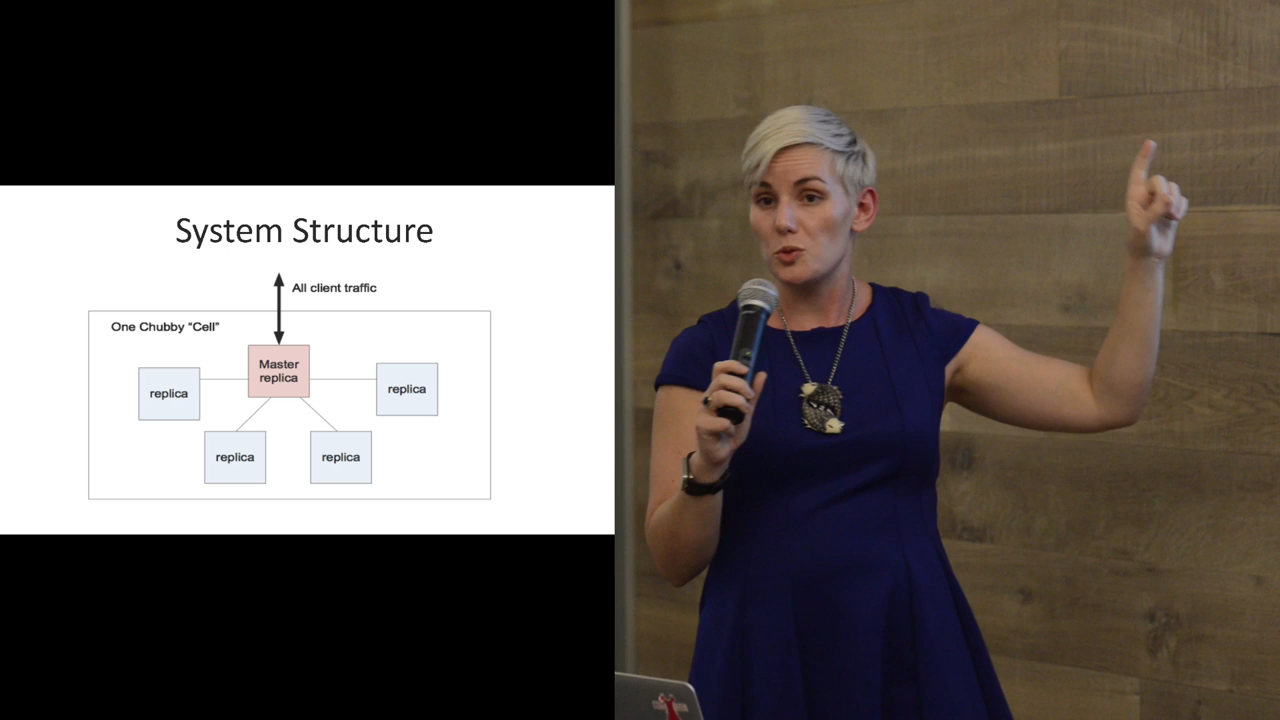 System Structure
All client traffic
One Chubby "Cell"
Master
replica
replica
replica
replica
replica